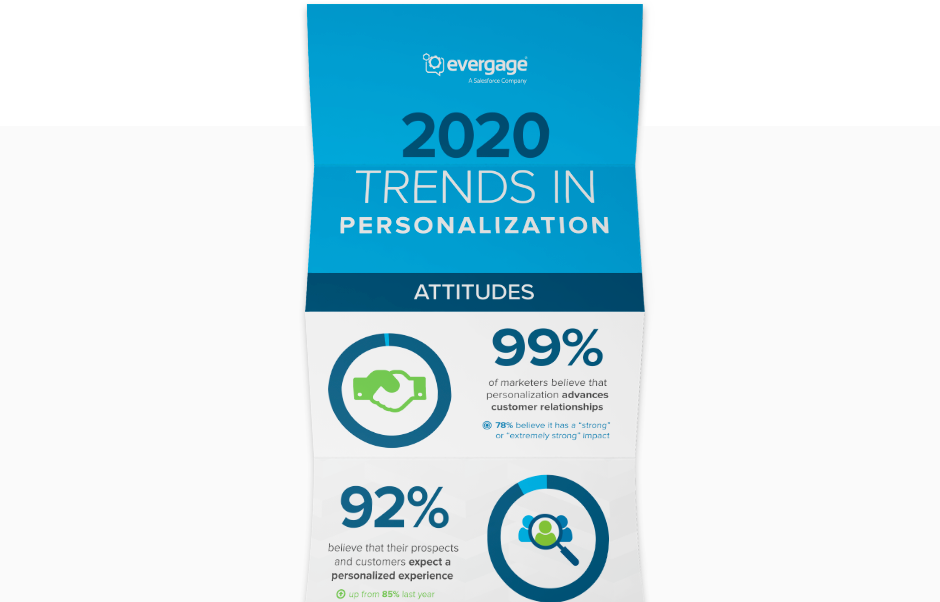 evergage
A Salesforce Company
2020
TRENDS IN
PERSONALIZATION
ATTITUDES
99%
of marketers believe that
personalization advances
customer relationships
78% believe it has a "strong"
or "extremely strong" impact
92%
believe that their prospects
and customers expect a
personalized experience
up from 85% last year